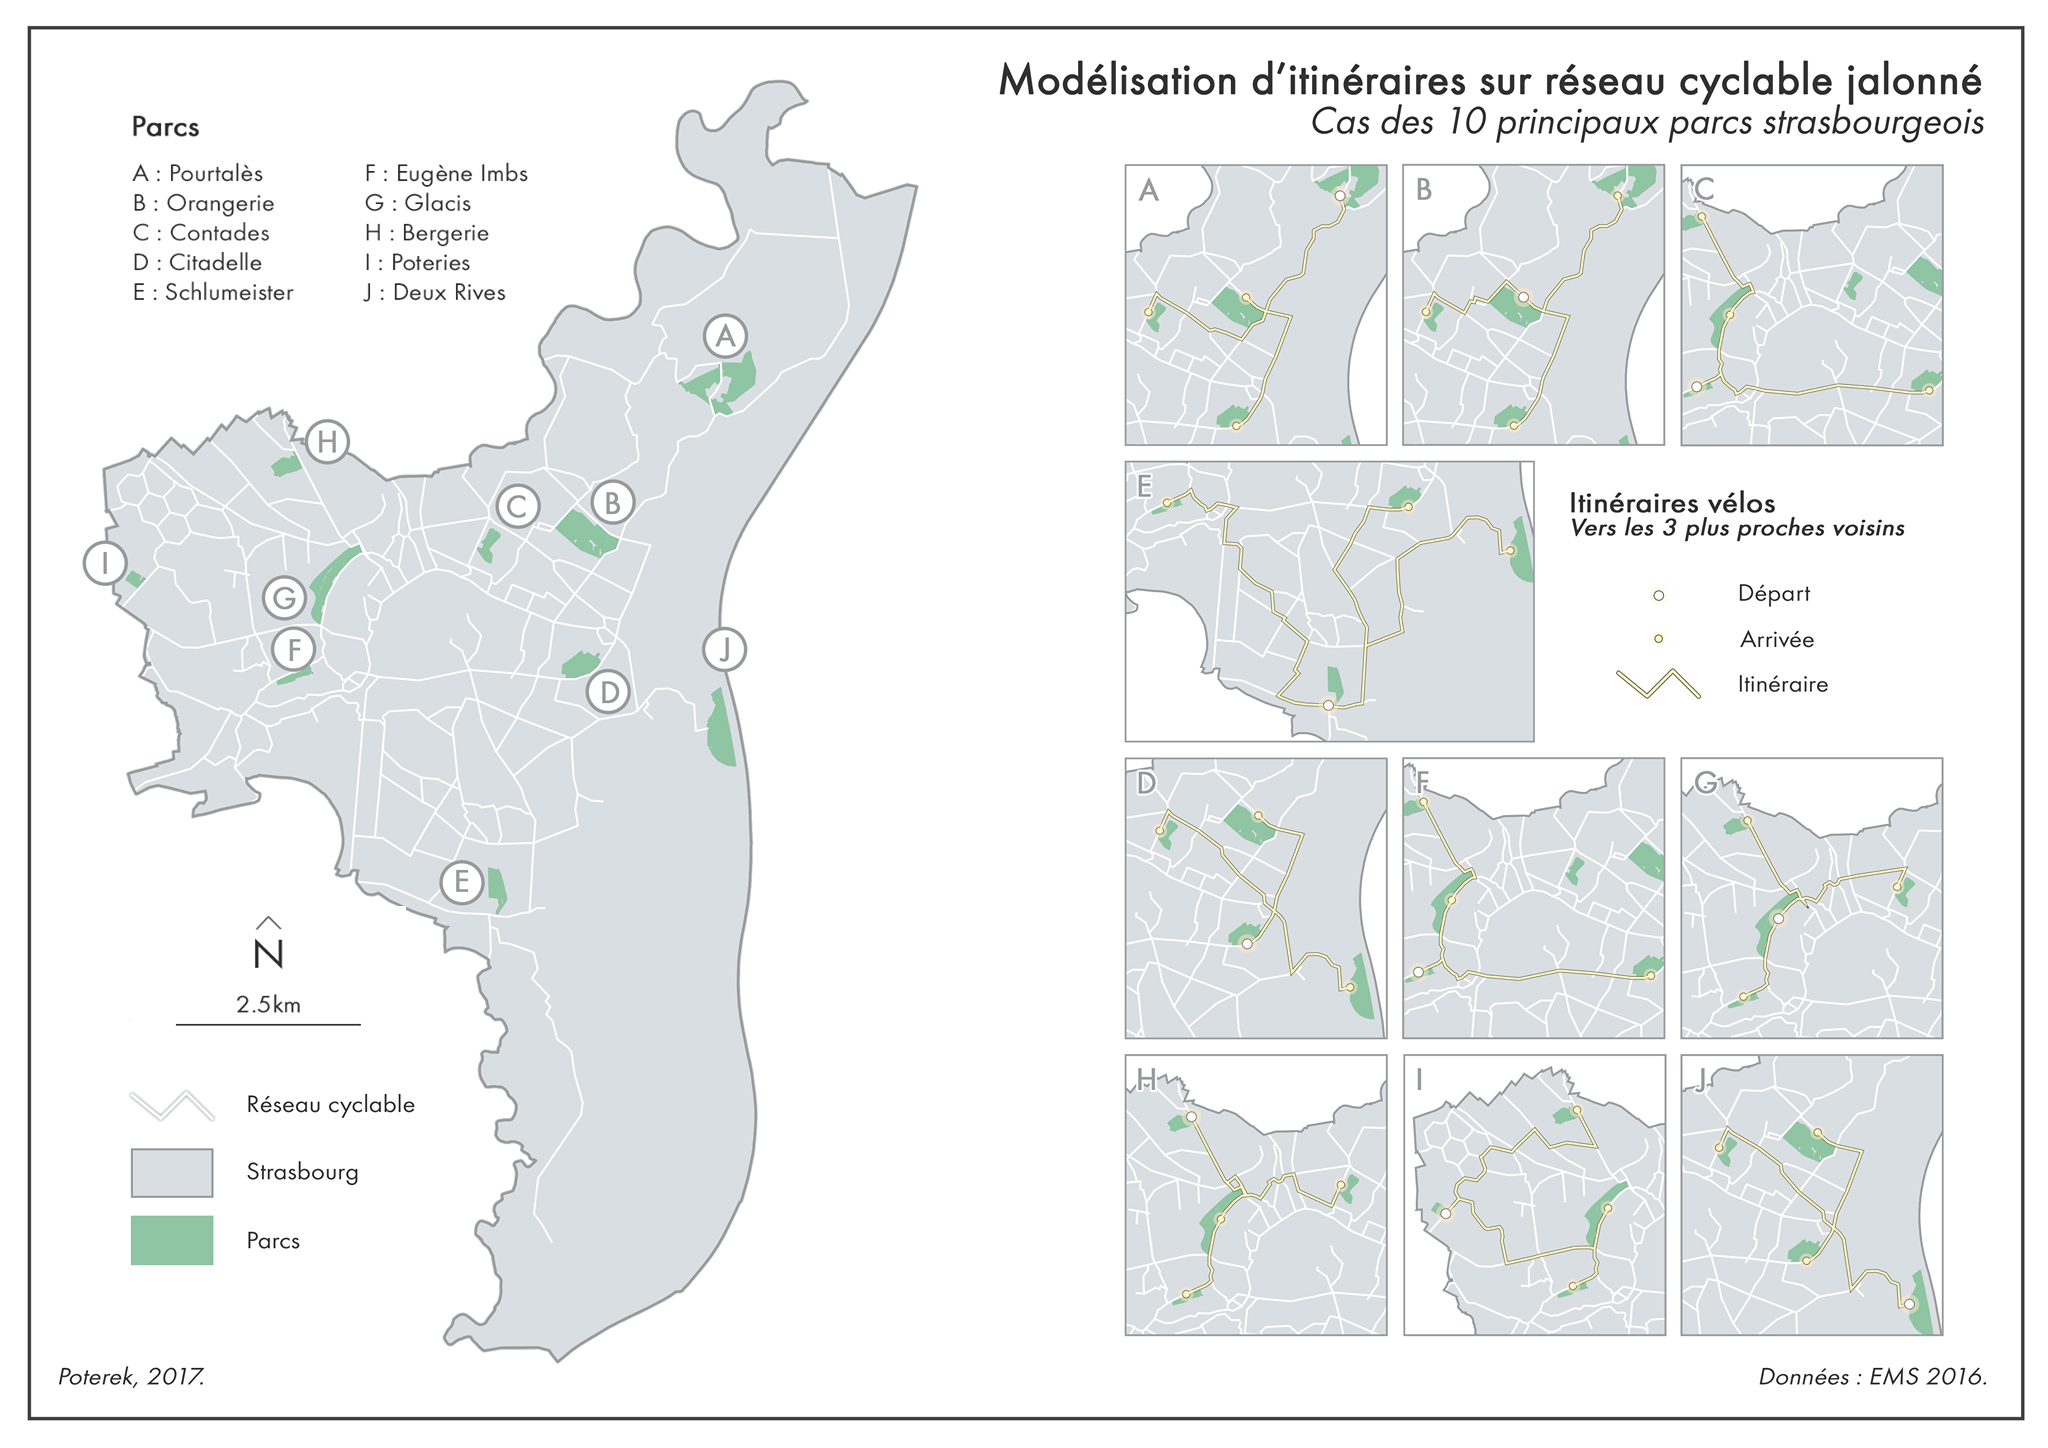 Modélisation d'itinéraires sur réseau cyclable jalonné
Cas des 10 principaux parcs strasbourgeois
Parcs
A : Pourtalès
B : Orangerie
C : Contades
D : Citadelle
E : Schlumeister
F : Eugène Imbs
G : Glacis
H : Bergerie
I : Poteries
J : Deux Rives
A
H
C
B
I
G
F
J
D
E
N
2.5km
Réseau cyclable
Strasbourg
Parcs
A
B
C
E
Itinéraires vélos
Vers les 3 plus proches voisins
Départ
Arrivée
Itinéraire
D
F
G
H
I
J
Poterek, 2017.
Données : EMS 2016.